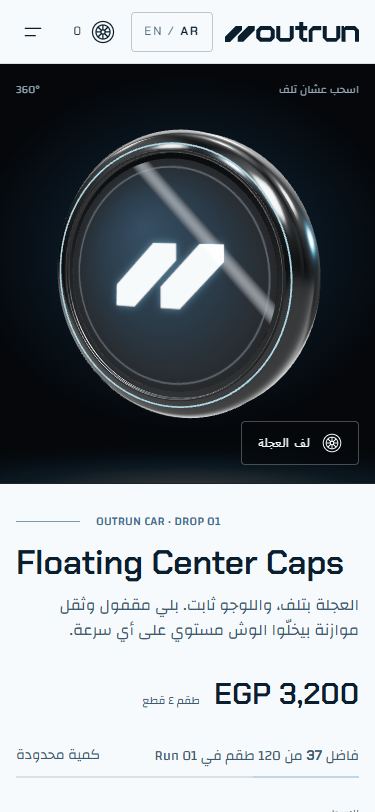 outrun
EN / AR
0
اسحب عشان تلف
360°
لف العجلة
OUTRUN CAR · DROP 01
Floating Center Caps
العجلة بتلف، واللوجو ثابت. بلي مقفول وثقل
موازنة بيخلّوا الوش مستوي على أي سرعة.
EGP 3,200
طقم ٤ قطع
فاضل 37 من 120 طقم في Run 01
كمية محدودة